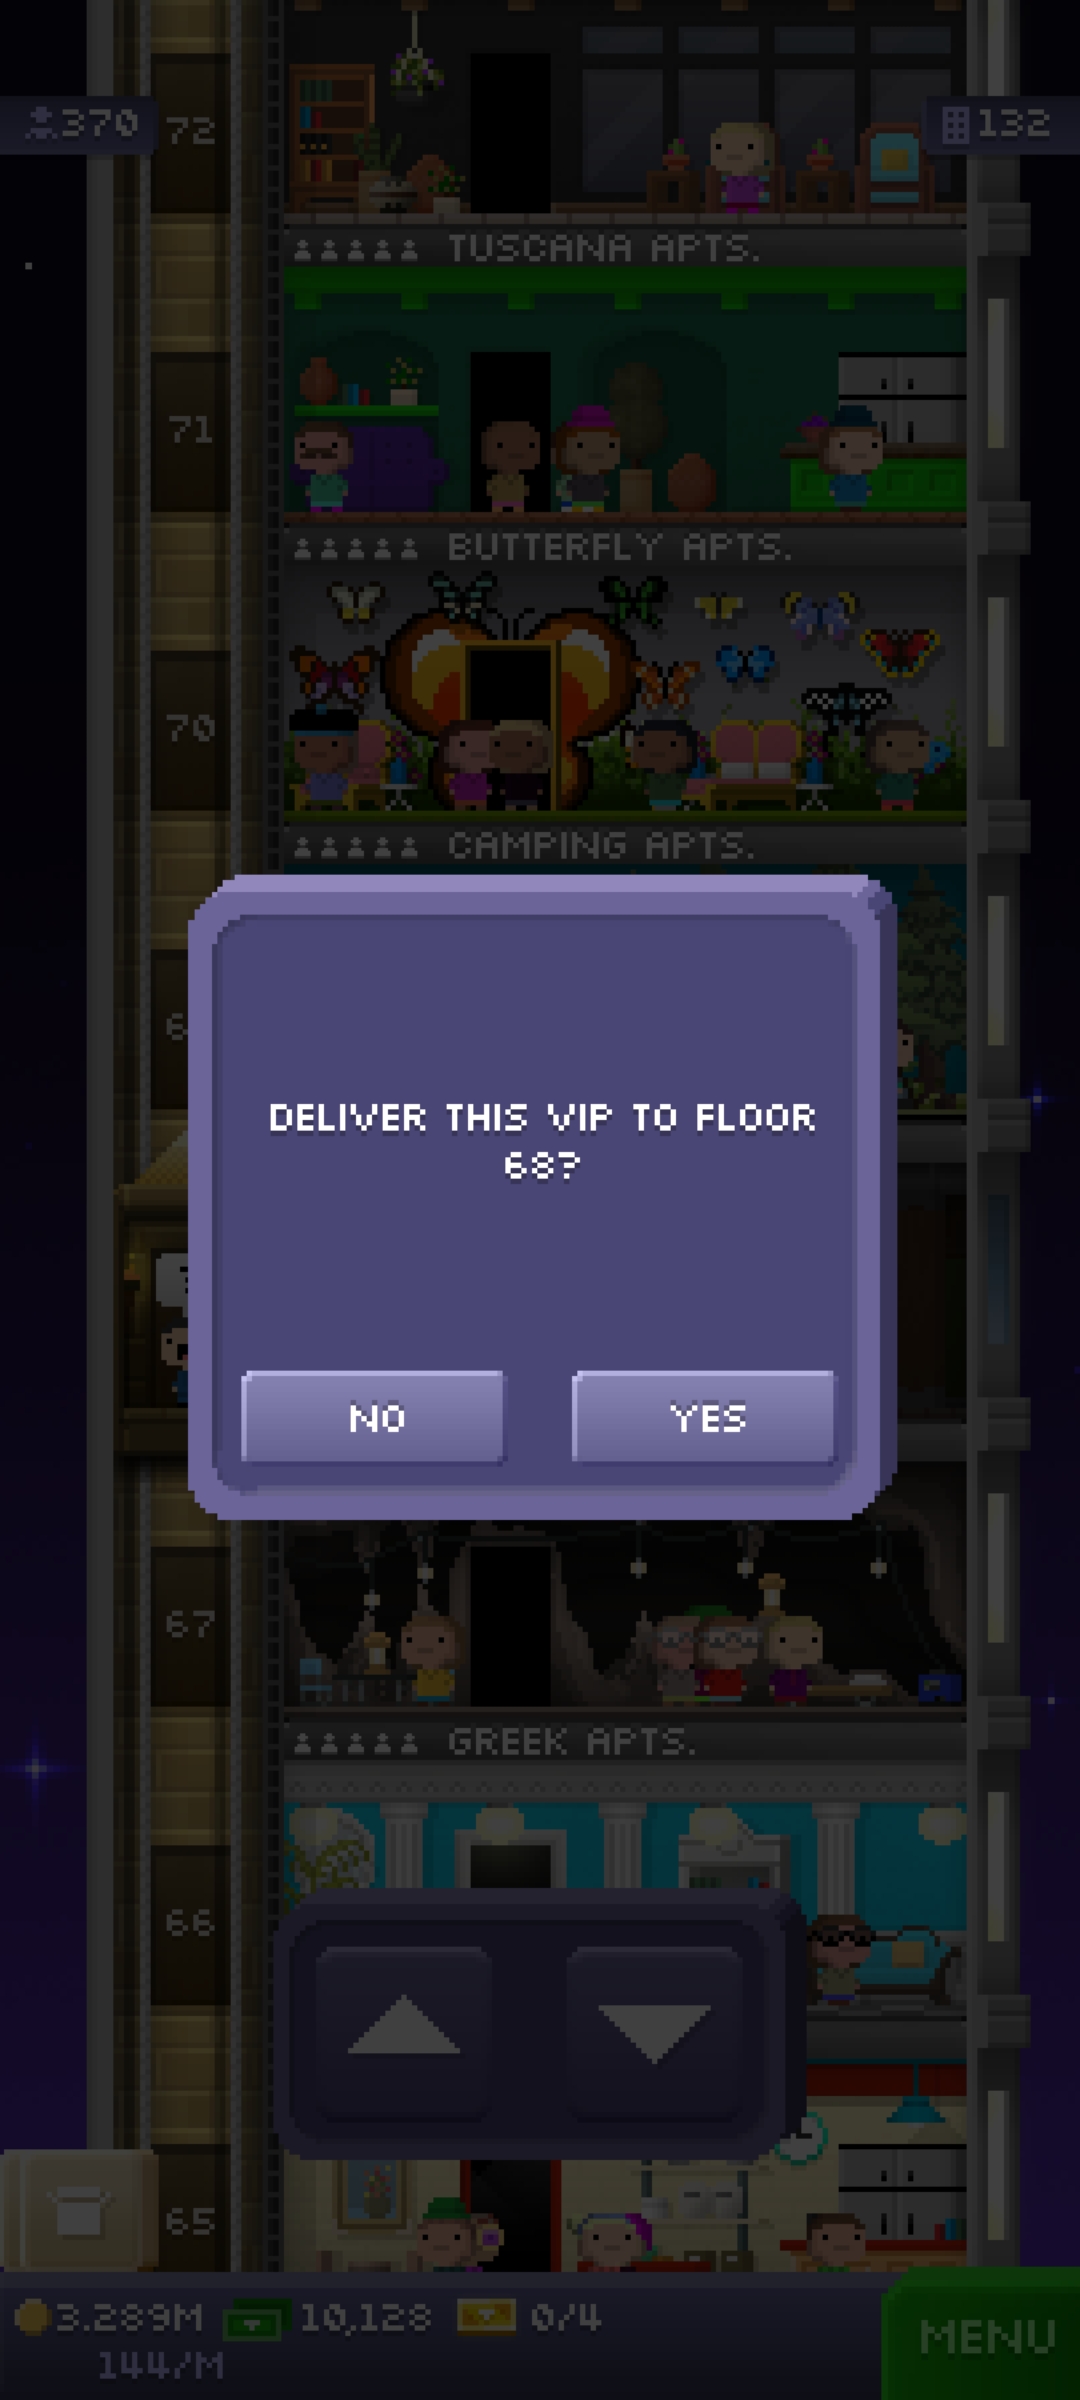 370
72
132
TUSCANA APTS.
71
BUTTERFLY APTS.
70
CAMPING APTS.
DELIVER THIS VIP TO FLOOR
68?
NO
YES
67
GREEK APTS.
66
65
3.289M
10,128
0/4
144/M
MENU